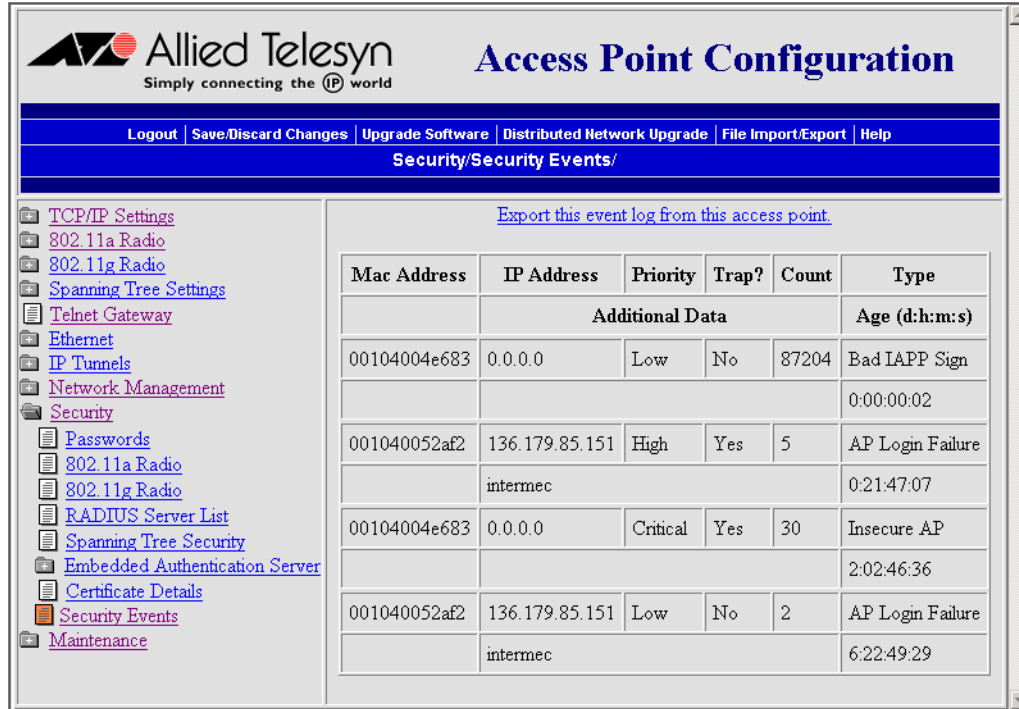 Allied Telesyn
Simply connecting the IP world
Access Point Configuration
Logout | Save/Discard Changes | Upgrade Software | Distributed Network Upgrade | File Import/Export | Help
Security/Security Events/
TCP/IP Settings
802.11a Radio
802.11g Radio
Spanning Tree Settings
Telnet Gateway
Ethernet
IP Tunnels
Network Management
Security
Passwords
802.11a Radio
802.11g Radio
RADIUS Server List
Spanning Tree Security
Embedded Authentication Server
Certificate Details
Security Events
Maintenance
Export this event log from this access point.
Mac Address IP Address Priority Trap? Count Type
Additional Data Age (d:h:m:s)
00104004e683 0.0.0.0 Low No 87204 Bad IAPP Sign
0:00:00:02
001040052af2 136.179.85.151 High Yes 5 AP Login Failure
intermec 0:21:47:07
00104004e683 0.0.0.0 Critical Yes 30 Insecure AP
2:02:46:36
001040052af2 136.179.85.151 Low No 2 AP Login Failure
intermec 6:22:49:29